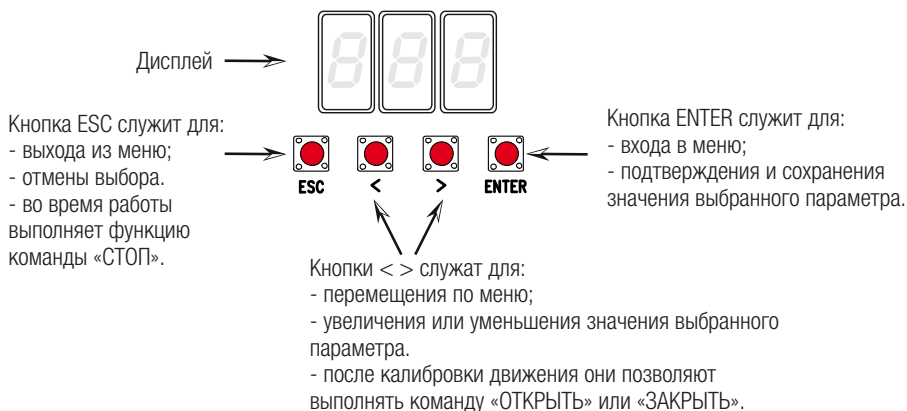 Дисплей
Кнопка ESC служит для:
- выхода из меню;
- отмены выбора.
- во время работы
выполняет функцию
команды «СТОП».
ESC
<
>
ENTER
Кнопка ENTER служит для:
- входа в меню;
- подтверждения и сохранения
значения выбранного параметра.
Кнопки < > служат для:
- перемещения по меню;
- увеличения или уменьшения значения выбранного
параметра.
- после калибровки движения они позволяют
выполнять команду «ОТКРЫТЬ» или «ЗАКРЫТЬ».